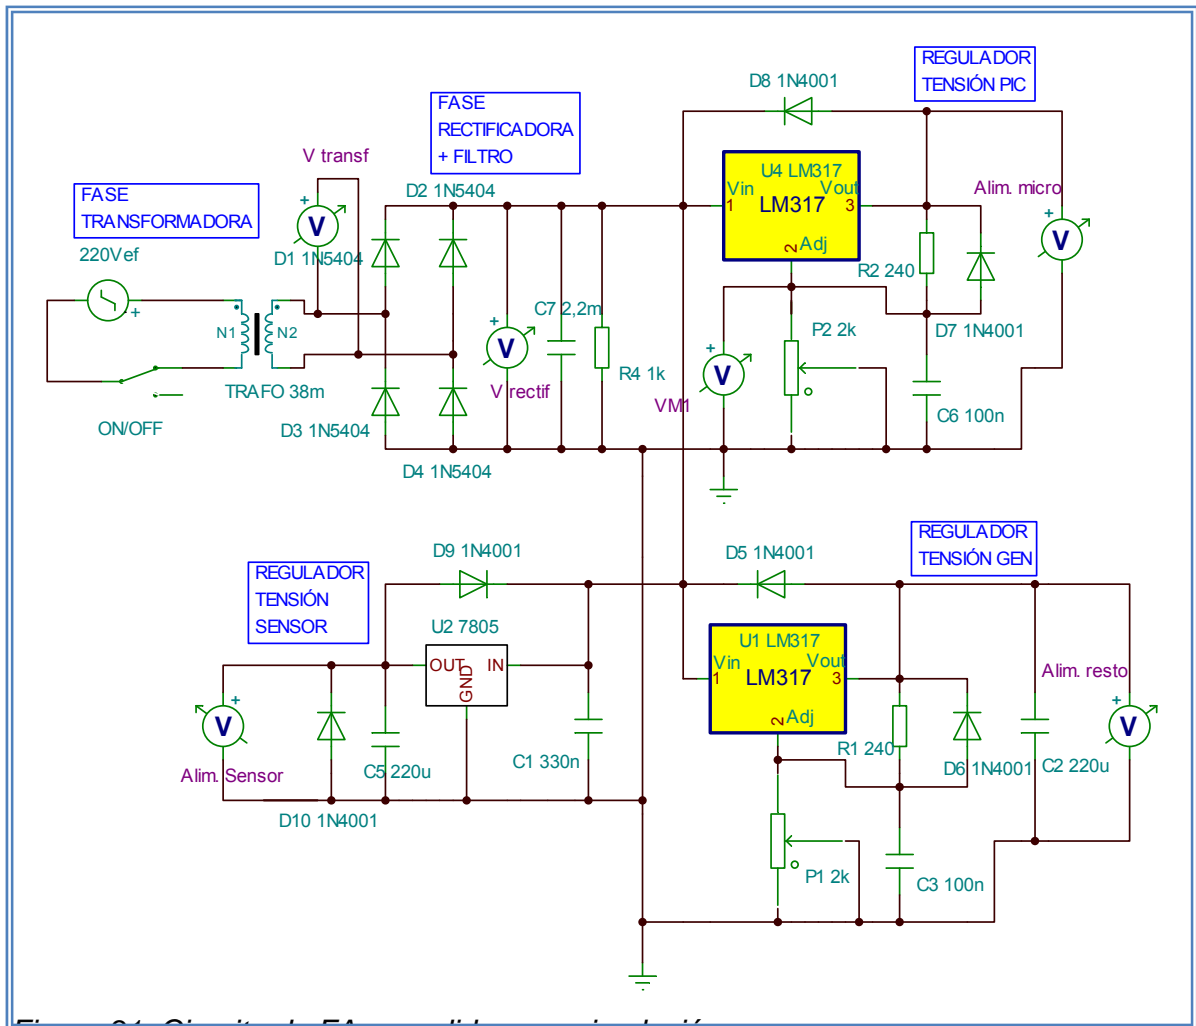 FASE
TRANSFORMADORA
220Vef
+
N1
N2
TRAFO 38m
ON/OFF
V transf
+
V
D1 1N5404
FASE
RECTIFICADORA
+ FILTRO
D2 1N5404
D3 1N5404
D4 1N5404
+
V
V rectif
C7 2,2m
R4 1k
D8 1N4001
REGULADOR
TENSIÓN PIC
U4 LM317
Vin
Vout
1
LM317
3
2
Adj
Alim. micro
+
V
R2 240
D7 1N4001
P2 2k
+
V
VM1
C6 100n
REGULADOR
TENSIÓN
SENSOR
D9 1N4001
U2 7805
OUT
IN
GND
+
V
Alim. Sensor
D10 1N4001
C5 220u
C1 330n
D5 1N4001
REGULADOR
TENSIÓN GEN
U1 LM317
Vin
Vout
1
LM317
3
2
Adj
R1 240
D6 1N4001
C2 220u
Alim. resto
+
V
P1 2k
C3 100n